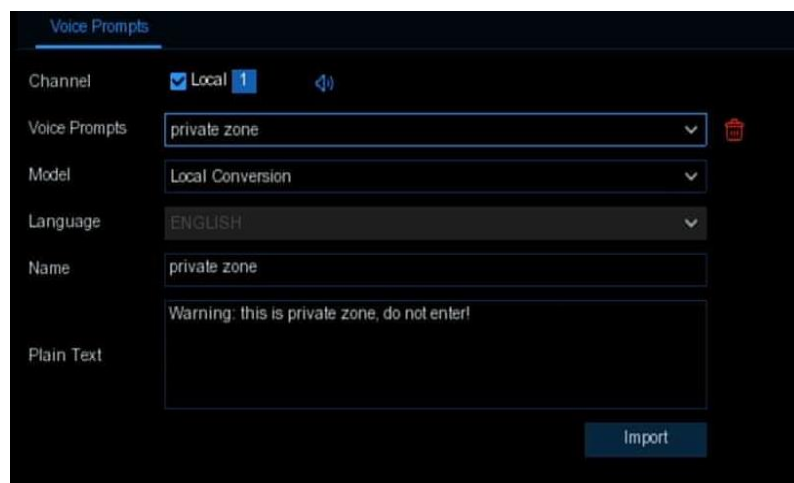 Voice Prompts
Channel Local 1
Voice Prompts private zone
Model Local Conversion
Language ENGLISH
Name private zone
Warning: this is private zone, do not enter!
Plain Text
Import